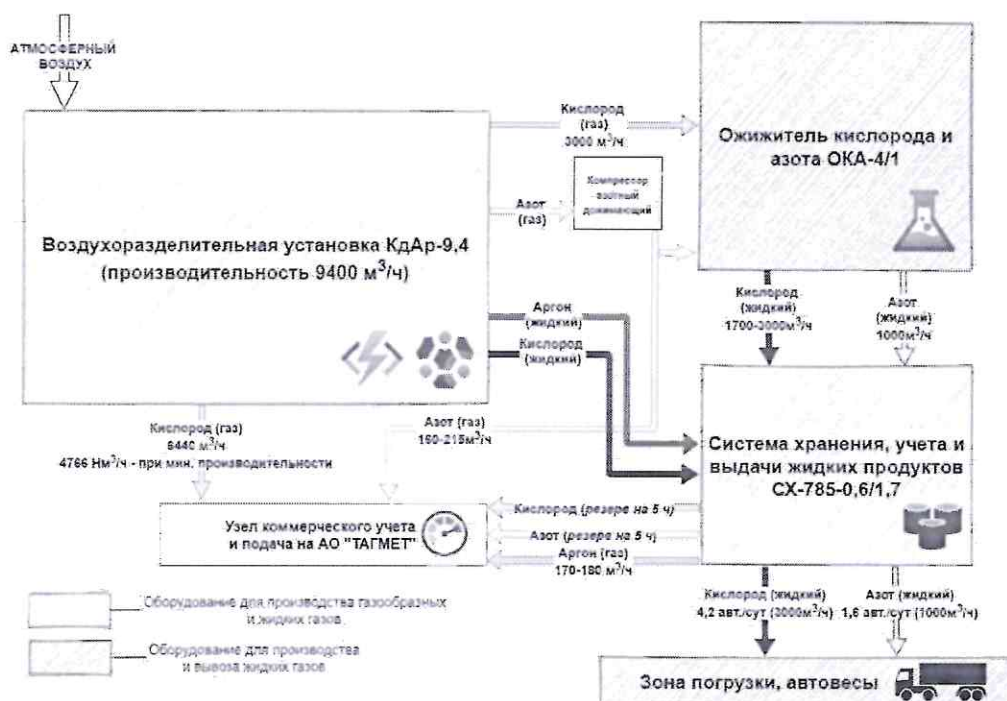 АТМОСФЕРНЫЙ
ВОЗДУХ
Воздухоразделительная установка КдАр-9,4
(производительность 9400 м³/ч)
Кислород
(газ)
3000 м³/ч
Азот
(газ)
Компрессор
азотный
дожимающий
Ожижитель кислорода и
азота ОКА-4/1
Аргон
(жидкий)
Кислород
(жидкий)
Кислород
(жидкий)
1700-3000м³/ч
Азот
(жидкий)
1000м³/ч
Кислород (газ)
6440 м³/ч
4766 Нм³/ч - при мин. производительности
Азот (газ)
160-215м³/ч
Система хранения, учета и
выдачи жидких продуктов
СХ-785-0,6/1,7
Узел коммерческого учета
и подача на АО "ТАГМЕТ"
Кислород (резерв на 5 ч)
Азот (резерв на 5 ч)
Аргон (газ)
170-180 м³/ч
Кислород (жидкий)
4,2 авт./сут (3000м³/ч)
Азот (жидкий)
1,6 авт./сут (1000м³/ч)
Оборудование для производства газообразных
и жидких газов
Оборудование для производства
и вывоза жидких газов
Зона погрузки, автовесы